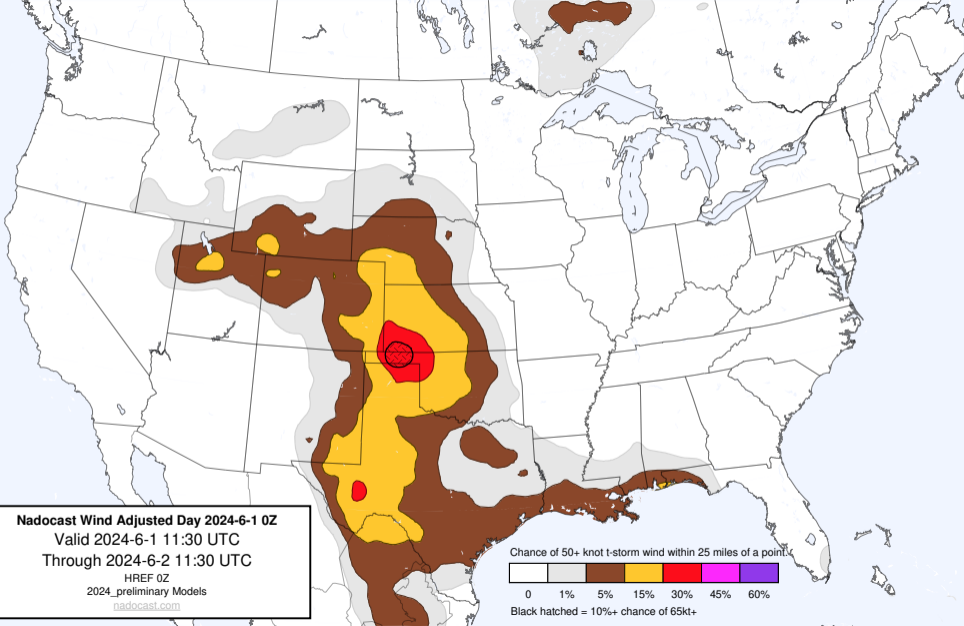 Nadocast Wind Adjusted Day 2024-6-1 0Z
Valid 2024-6-1 11:30 UTC
Through 2024-6-2 11:30 UTC
HREF 0Z
2024_preliminary Models
nadocast.com
Chance of 50+ knot t-storm wind within 25 miles of a point.
0 1% 5% 15% 30% 45% 60%
Black hatched = 10%+ chance of 65kt+